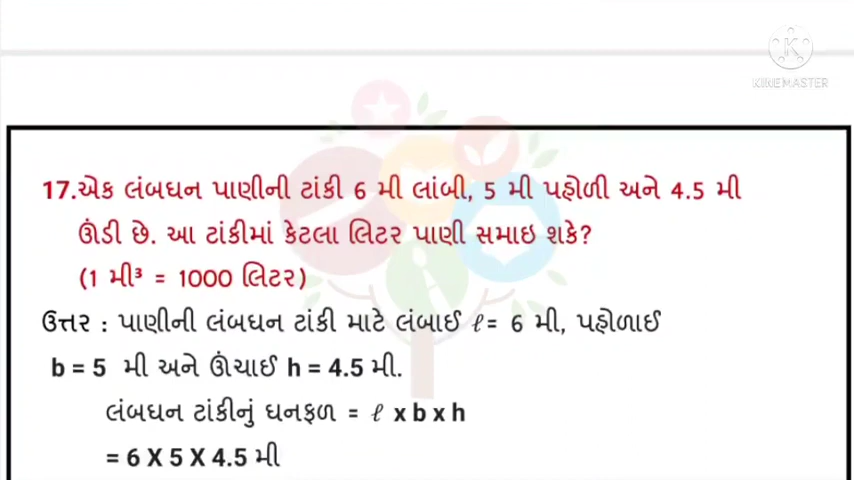 K
KINEMASTER
17.એક લંબઘન પાણીની ટાંકી 6 મી લાંબી, 5 મી પહોળી અને 4.5 મી
ઊંડી છે. આ ટાંકીમાં કેટલા લિટર પાણી સમાઇ શકે?
(1 મી³ = 1000 લિટર)
ઉત્તર : પાણીની લંબઘન ટાંકી માટે લંબાઈ ℓ= 6 મી, પહોળાઈ
b = 5 મી અને ઊંચાઈ h = 4.5 મી.
લંબઘન ટાંકીનું ઘનફળ = ℓ x b x h
= 6 X 5 X 4.5 મી